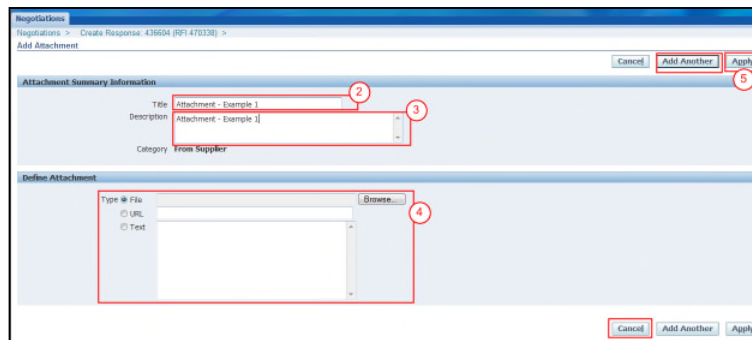 Negotiations
Negotiations > Create Response: 436604 (RFI 470338) >
Add Attachment
Cancel Add Another Apply
5
Attachment Summary Information
2
Title Attachment - Example 1
3
Description Attachment - Example 1
Category From Supplier
Define Attachment
Type File Browse...
4
URL
Text
Cancel Add Another Apply